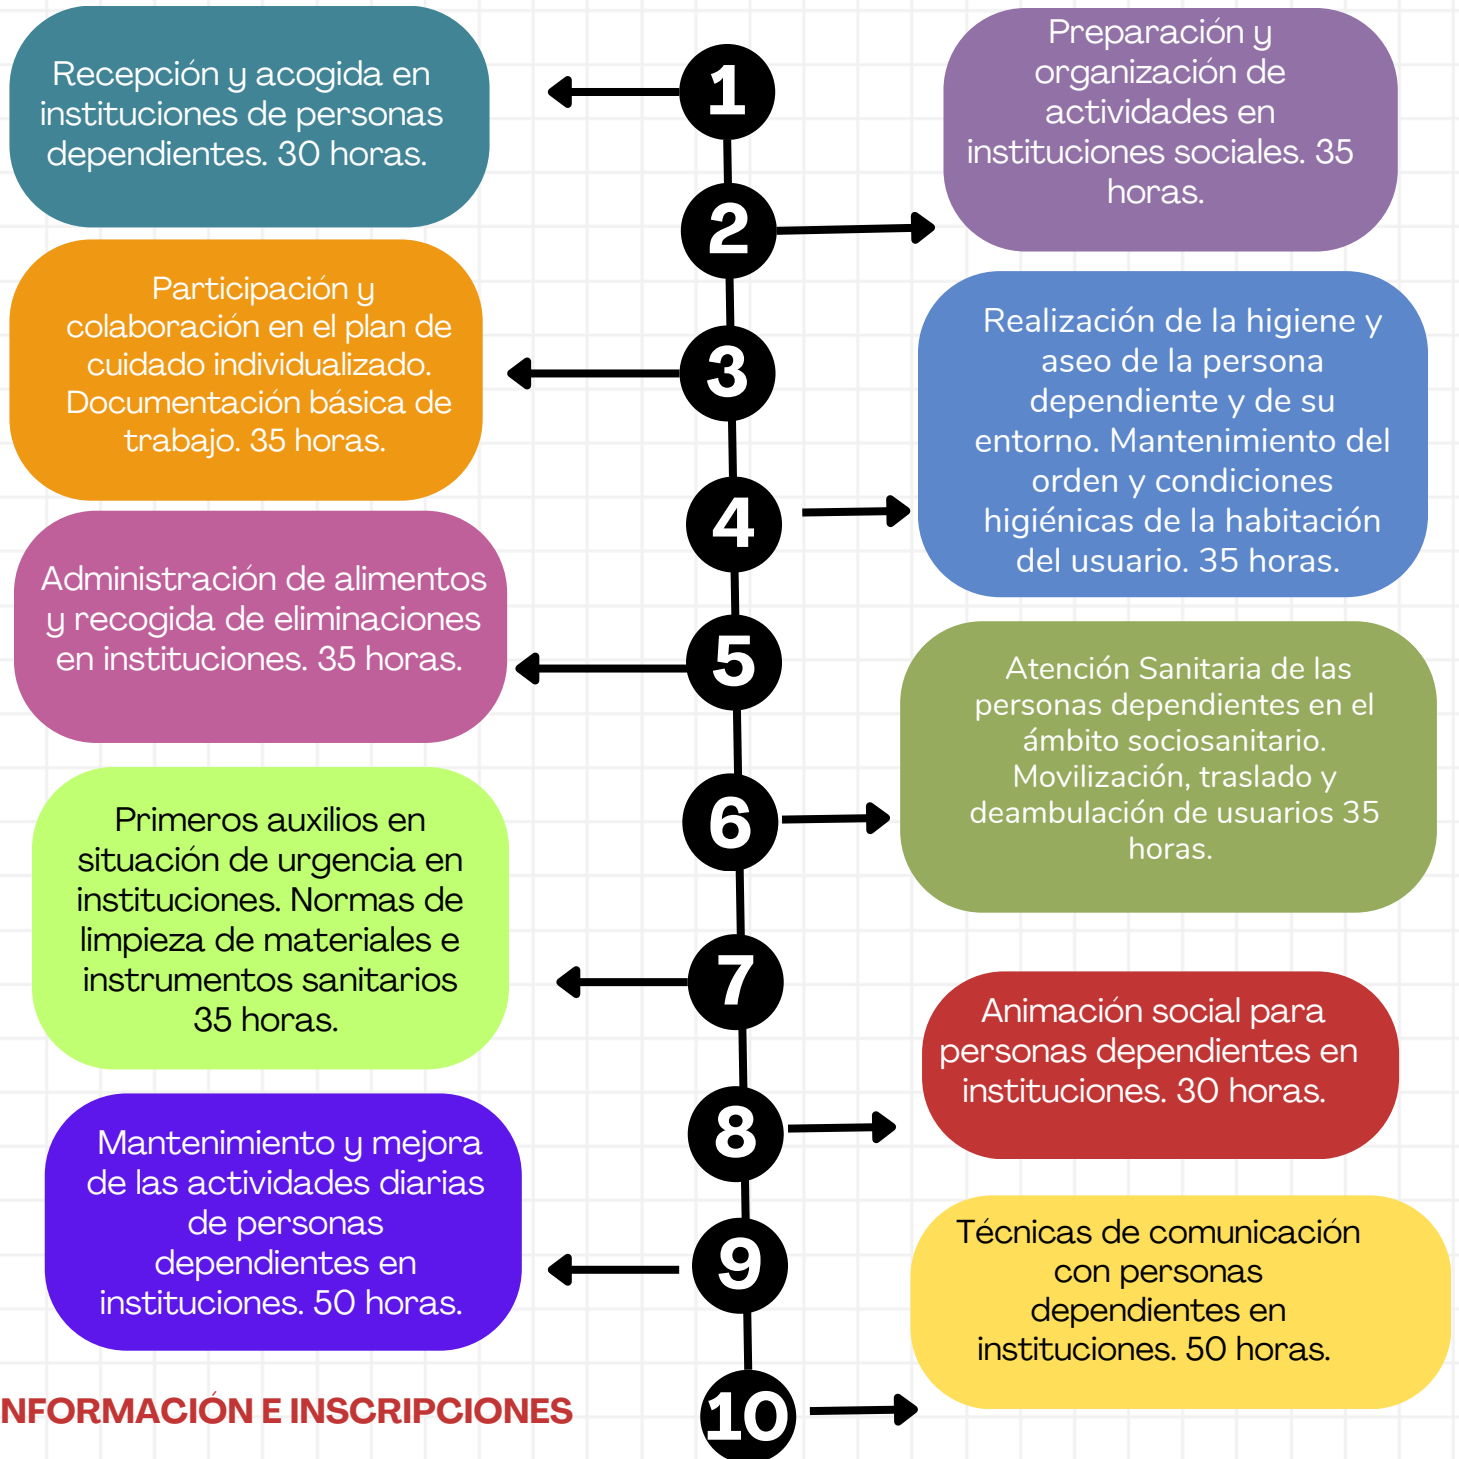 1
Recepción y acogida en
instituciones de personas
dependientes. 30 horas.
2
Preparación y
organización de
actividades en
instituciones sociales. 35
horas.
3
Participación y
colaboración en el plan de
cuidado individualizado.
Documentación básica de
trabajo. 35 horas.
4
Realización de la higiene y
aseo de la persona
dependiente y de su
entorno. Mantenimiento del
orden y condiciones
higiénicas de la habitación
del usuario. 35 horas.
5
Administración de alimentos
y recogida de eliminaciones
en instituciones. 35 horas.
6
Atención Sanitaria de las
personas dependientes en el
ámbito sociosanitario.
Movilización, traslado y
deambulación de usuarios 35
horas.
7
Primeros auxilios en
situación de urgencia en
instituciones. Normas de
limpieza de materiales e
instrumentos sanitarios
35 horas.
8
Animación social para
personas dependientes en
instituciones. 30 horas.
9
Mantenimiento y mejora
de las actividades diarias
de personas
dependientes en
instituciones. 50 horas.
10
Técnicas de comunicación
con personas
dependientes en
instituciones. 50 horas.
NFORMACIÓN E INSCRIPCIONES